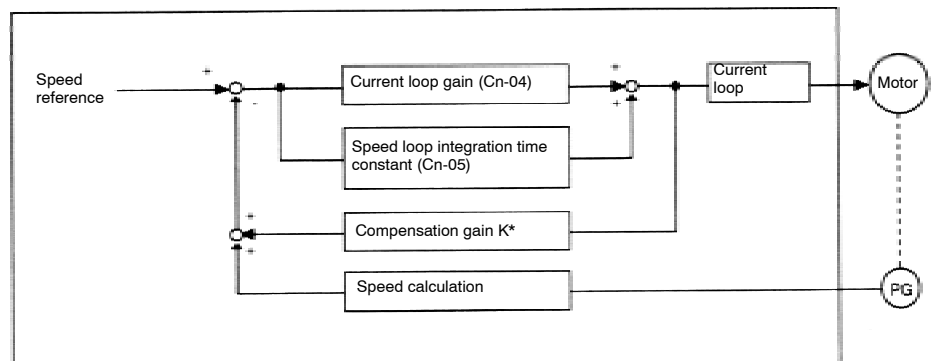 Speed
reference
+
-
Current loop gain (Cn-04)
+
+
Current
loop
Motor
Speed loop integration time
constant (Cn-05)
+
+
Compensation gain K*
Speed calculation
PG